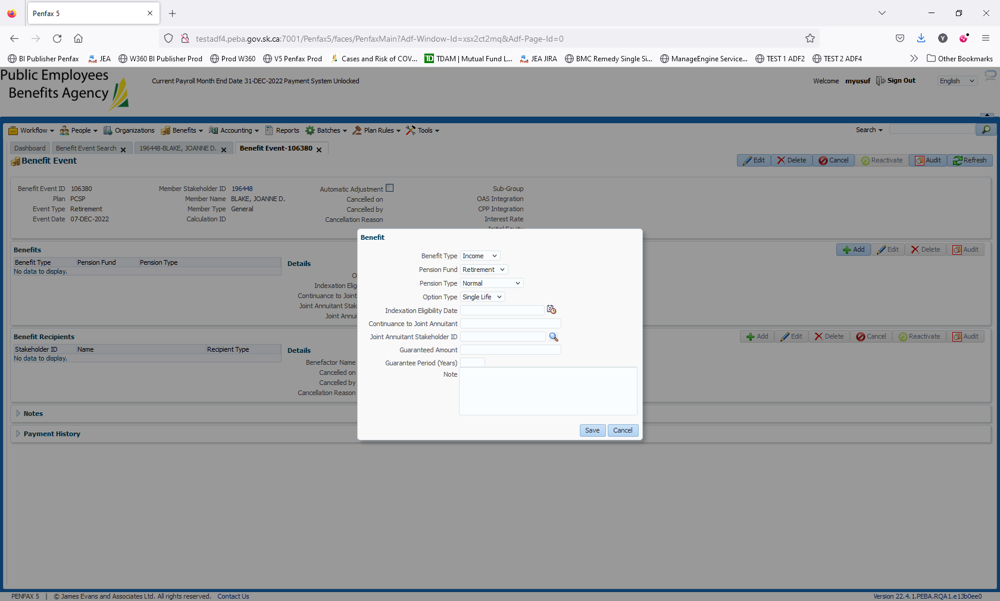 Penfax 5
testadf4.peba.gov.sk.ca:7001/Penfax5/faces/PenfaxMain?Adf-Window-Id=xsx2ct2mq&Adf-Page-Id=0
BI Publisher Penfax JEA W360 BI Publisher Prod Prod W360 V5 Penfax Prod Cases and Risk of COV... TDAM | Mutual Fund L... JEA JIRA BMC Remedy Single Si... ManageEngine Service... TEST 1 ADF2 TEST 2 ADF4 Other Bookmarks
Public Employees
Benefits Agency
Current Payroll Month End Date 31-DEC-2022 Payment System Unlocked
Welcome myusuf Sign Out English
Workflow People Organizations Benefits Accounting Reports Batches Plan Rules Tools Search
Dashboard Benefit Event Search 196448-BLAKE, JOANNE D. Benefit Event-106380
Benefit Event Edit Delete Cancel Reactivate Audit Refresh
Benefit Event ID 106380 Member Stakeholder ID 196448 Automatic Adjustment Sub-Group
Plan PCSP Member Name BLAKE, JOANNE D. Cancelled on OAS Integration
Event Type Retirement Member Type General Cancelled by CPP Integration
Event Date 07-DEC-2022 Calculation ID Cancellation Reason Interest Rate
Benefits Add Edit Delete Audit
Benefit Type Pension Fund Pension Type
No data to display.
Details
O
Indexation Elig
Continuance to Joint
Joint Annuitant Stak
Joint Annui
Benefit Recipients Add Edit Delete Cancel Reactivate Audit
Stakeholder ID Name Recipient Type
No data to display.
Details
Benefactor Name
Cancelled on
Cancelled by
Cancellation Reason
Notes
Payment History
Benefit
Benefit Type Income
Pension Fund Retirement
Pension Type Normal
Option Type Single Life
Indexation Eligibility Date
Continuance to Joint Annuitant
Joint Annuitant Stakeholder ID
Guaranteed Amount
Guarantee Period (Years)
Note
Save Cancel
PENFAX 5 | © James Evans and Associates Ltd. All rights reserved. Contact Us
Version 22.4.1.PEBA.RQA1.e13b0ee0